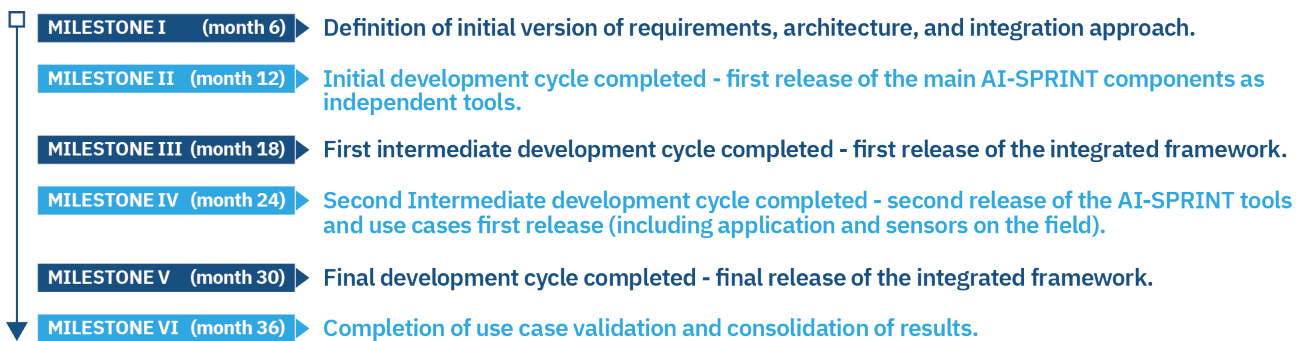 MILESTONE I (month 6) Definition of initial version of requirements, architecture, and integration approach.
MILESTONE II (month 12) Initial development cycle completed - first release of the main AI-SPRINT components as
independent tools.
MILESTONE III (month 18) First intermediate development cycle completed - first release of the integrated framework.
MILESTONE IV (month 24) Second Intermediate development cycle completed - second release of the AI-SPRINT tools
and use cases first release (including application and sensors on the field).
MILESTONE V (month 30) Final development cycle completed - final release of the integrated framework.
MILESTONE VI (month 36) Completion of use case validation and consolidation of results.